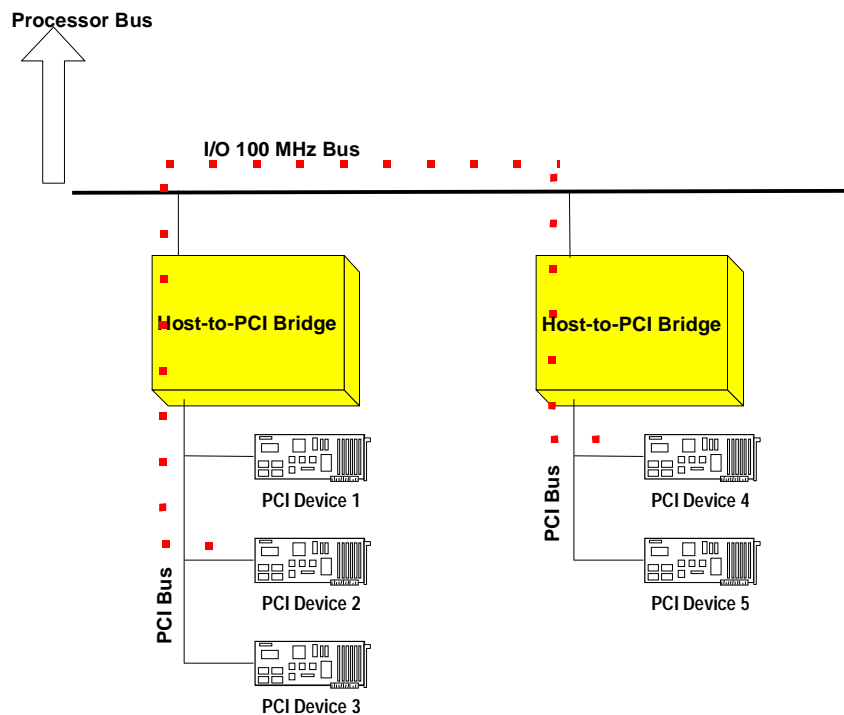 Processor Bus
I/O 100 MHz Bus
Host-to-PCI Bridge
Host-to-PCI Bridge
PCI Device 1
PCI Device 2
PCI Device 3
PCI Bus
PCI Device 4
PCI Device 5
PCI Bus